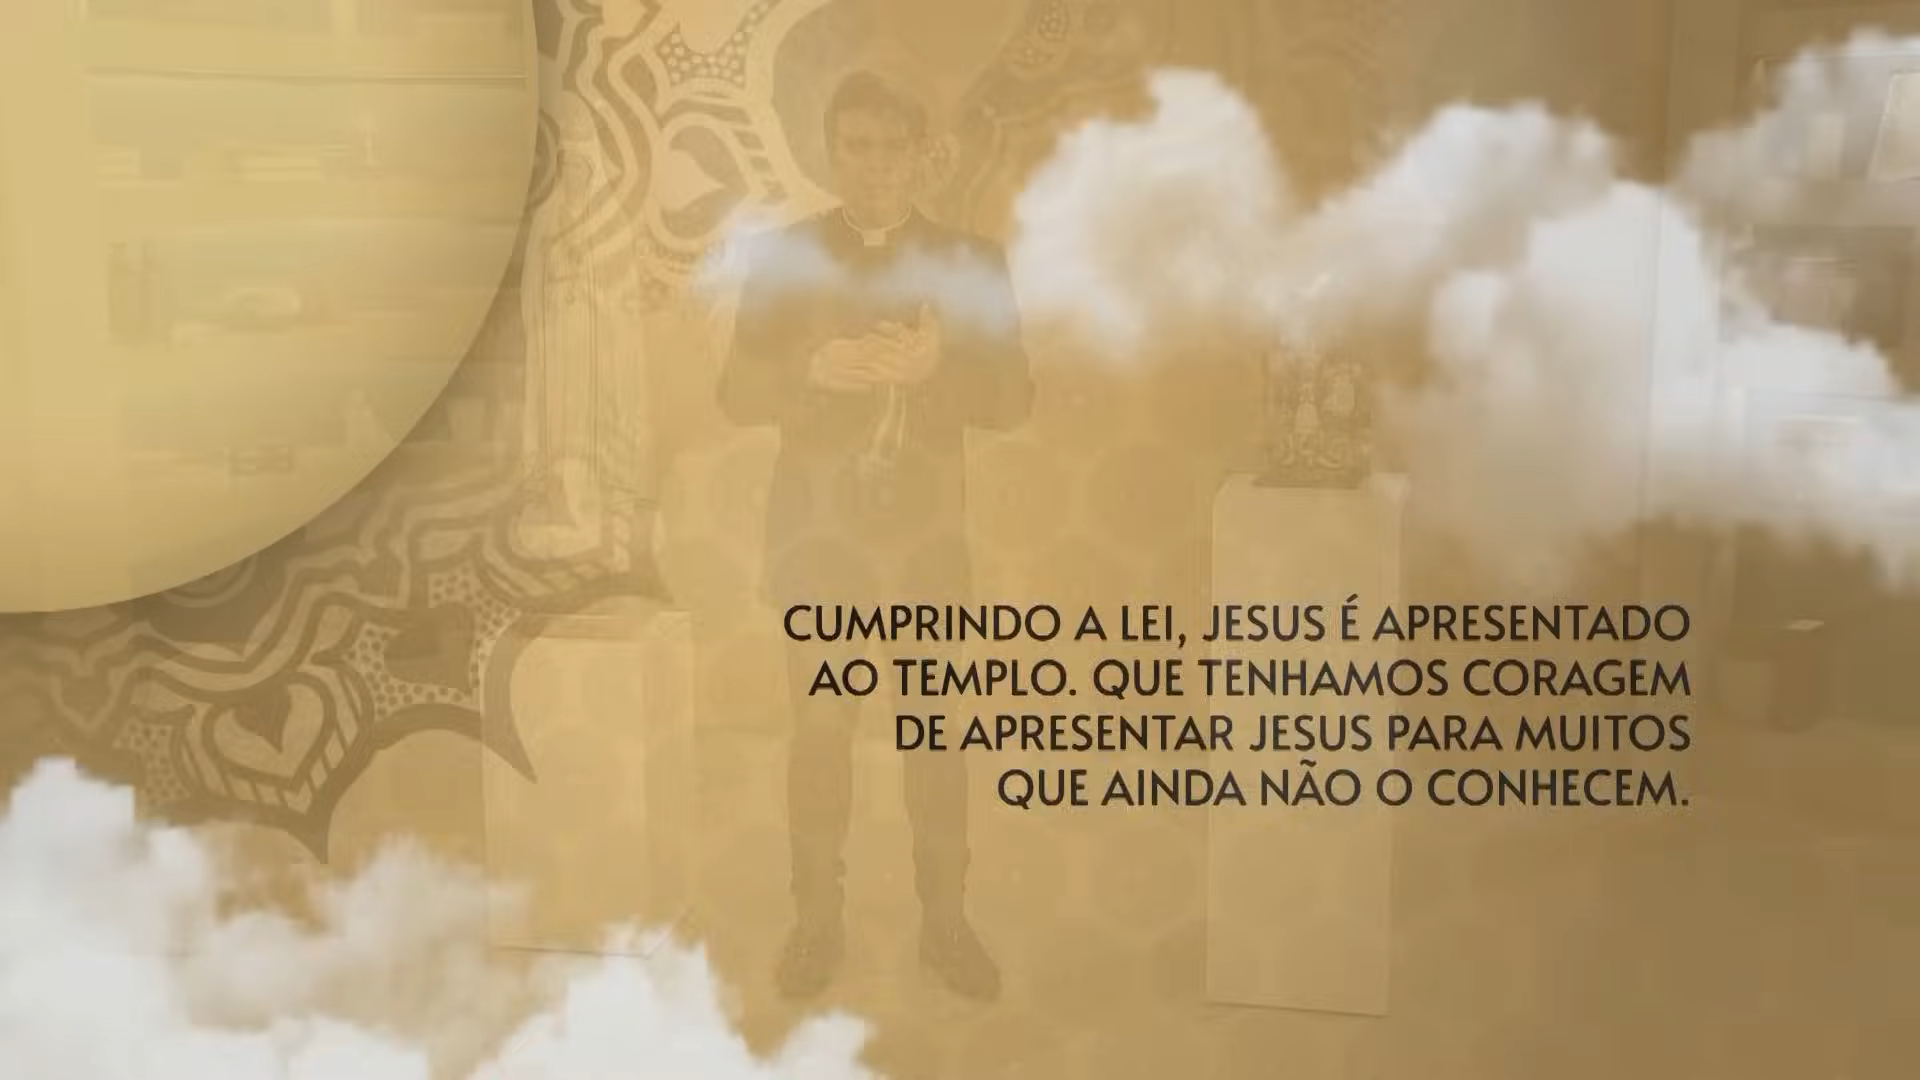 CUMPRINDO A LEI, JESUS É APRESENTADO
AO TEMPLO. QUE TENHAMOS CORAGEM
DE APRESENTAR JESUS PARA MUITOS
QUE AINDA NÃO O CONHECEM.